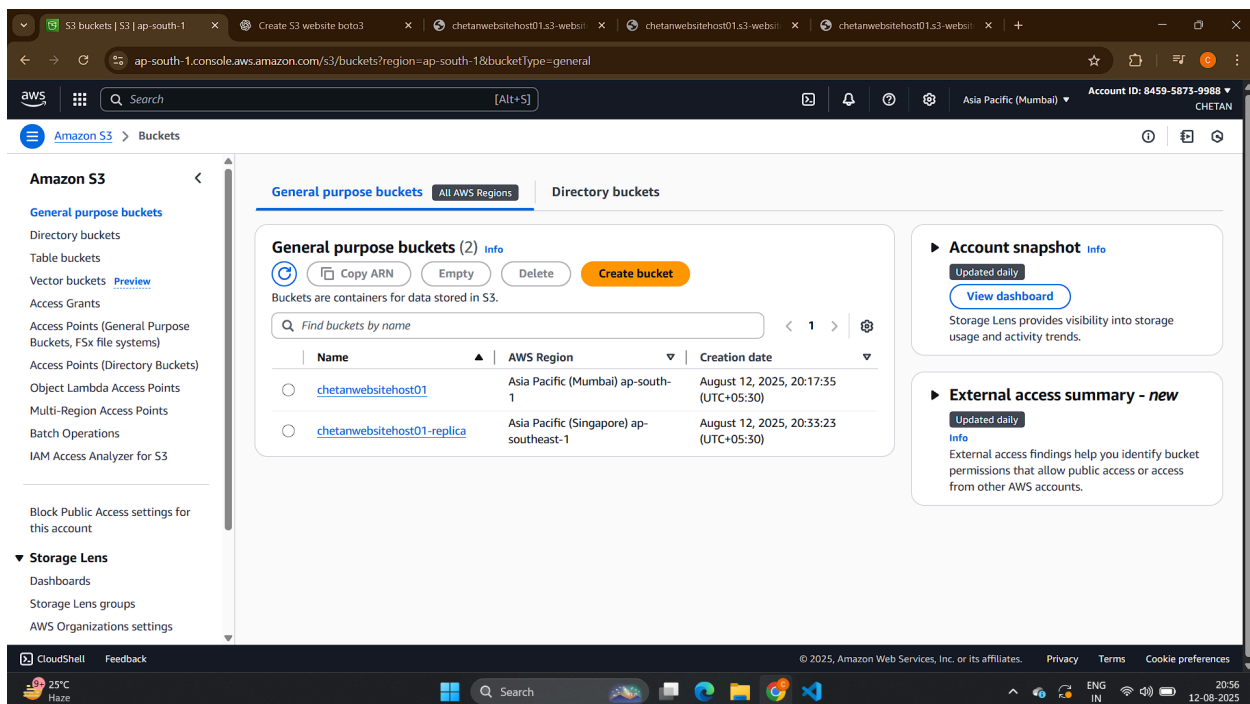 S3 buckets | S3 | ap-south-1
Create S3 website boto3
chetanwebsitehost01.s3-websit
chetanwebsitehost01.s3-websit
chetanwebsitehost01.s3-websit
ap-south-1.console.aws.amazon.com/s3/buckets?region=ap-south-1&bucketType=general
C
aws
Search
[Alt+S]
Asia Pacific (Mumbai) ▼
Account ID: 8459-5873-9988 ▼
CHETAN
Amazon S3 > Buckets
Amazon S3
General purpose buckets
Directory buckets
Table buckets
Vector buckets Preview
Access Grants
Access Points (General Purpose
Buckets, FSx file systems)
Access Points (Directory Buckets)
Object Lambda Access Points
Multi-Region Access Points
Batch Operations
IAM Access Analyzer for S3
Block Public Access settings for
this account
Storage Lens
Dashboards
Storage Lens groups
AWS Organizations settings
General purpose buckets All AWS Regions
Directory buckets
General purpose buckets (2) Info
Copy ARN
Empty
Delete
Create bucket
Buckets are containers for data stored in S3.
Find buckets by name
1
Name
AWS Region
Creation date
chetanwebsitehost01
Asia Pacific (Mumbai) ap-south-
1
August 12, 2025, 20:17:35
(UTC+05:30)
chetanwebsitehost01-replica
Asia Pacific (Singapore) ap-
southeast-1
August 12, 2025, 20:33:23
(UTC+05:30)
Account snapshot Info
Updated daily
View dashboard
Storage Lens provides visibility into storage
usage and activity trends.
External access summary - new
Updated daily
Info
External access findings help you identify bucket
permissions that allow public access or access
from other AWS accounts.
CloudShell
Feedback
© 2025, Amazon Web Services, Inc. or its affiliates.
Privacy
Terms
Cookie preferences
9+
25°C
Haze
Search
ENG
IN
20:56
12-08-2025